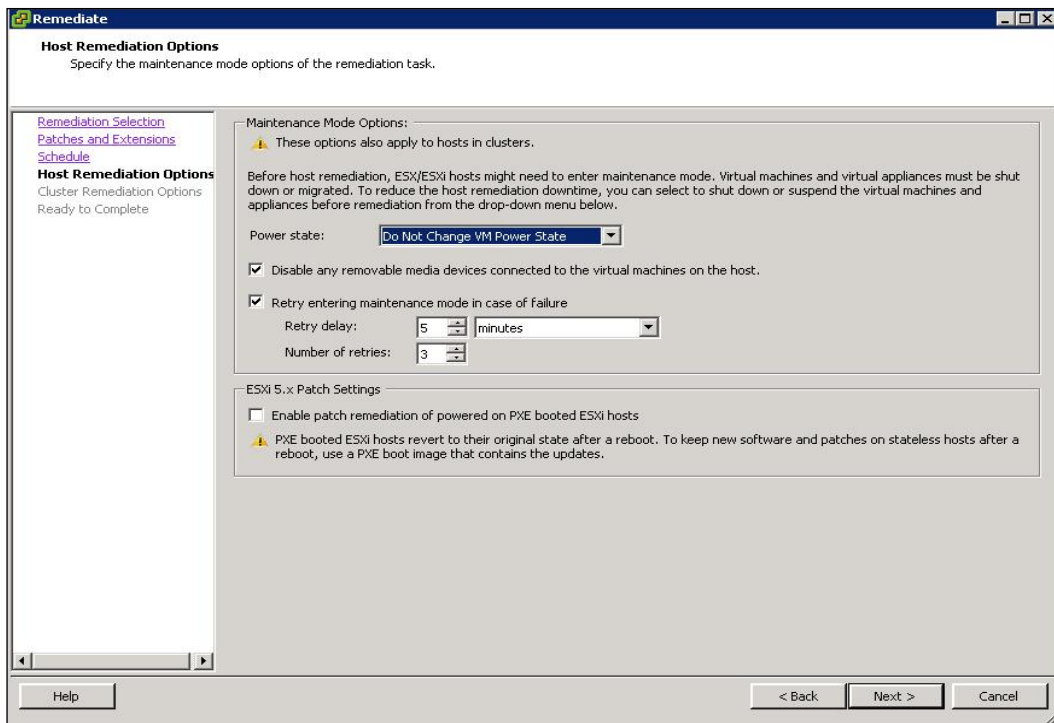 Remediate
Host Remediation Options
Specify the maintenance mode options of the remediation task.
Remediation Selection
Patches and Extensions
Schedule
Host Remediation Options
Cluster Remediation Options
Ready to Complete
Maintenance Mode Options:
These options also apply to hosts in clusters.
Before host remediation, ESX/ESXi hosts might need to enter maintenance mode. Virtual machines and virtual appliances must be shut
down or migrated. To reduce the host remediation downtime, you can select to shut down or suspend the virtual machines and
appliances before remediation from the drop-down menu below.
Power state: Do Not Change VM Power State
Disable any removable media devices connected to the virtual machines on the host.
Retry entering maintenance mode in case of failure
Retry delay: 5 minutes
Number of retries: 3
ESXi 5.x Patch Settings
Enable patch remediation of powered on PXE booted ESXi hosts
PXE booted ESXi hosts revert to their original state after a reboot. To keep new software and patches on stateless hosts after a
reboot, use a PXE boot image that contains the updates.
Help < Back Next > Cancel